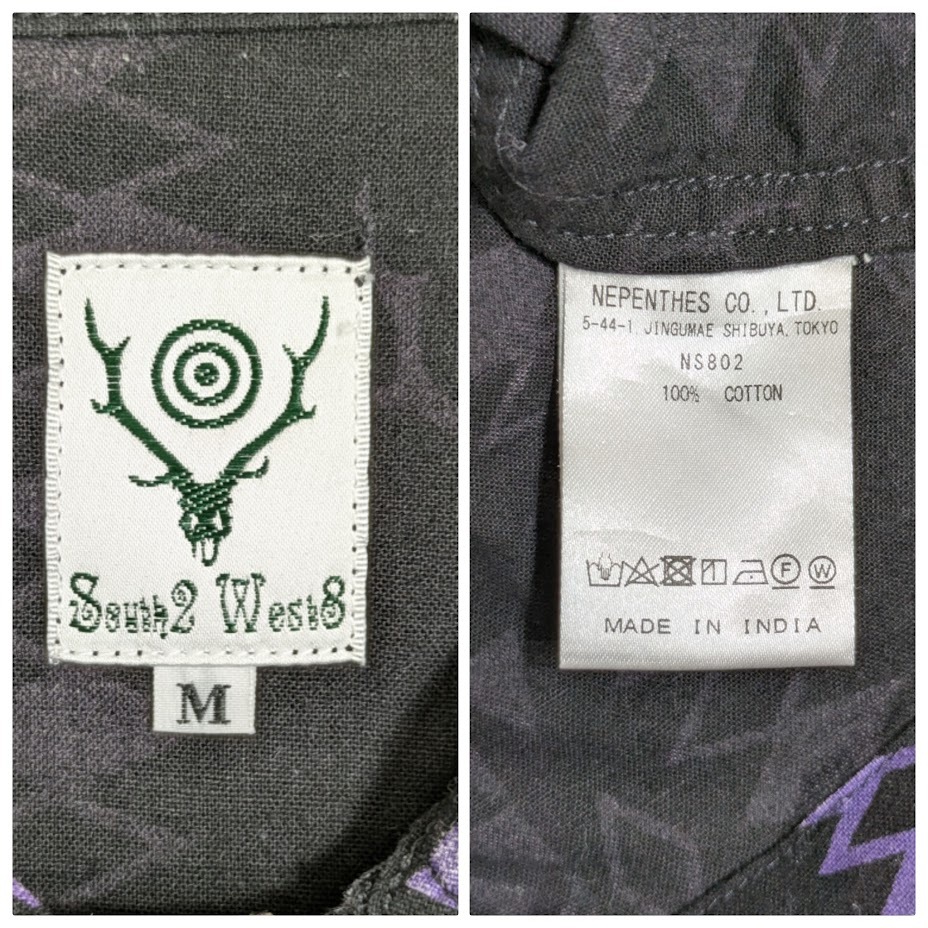 South2 West8
M
NEPENTHES CO., LTD.
5-44-1 JINGUMAE SHIBUYA, TOKYO
NS802
100% COTTON
F W
MADE IN INDIA